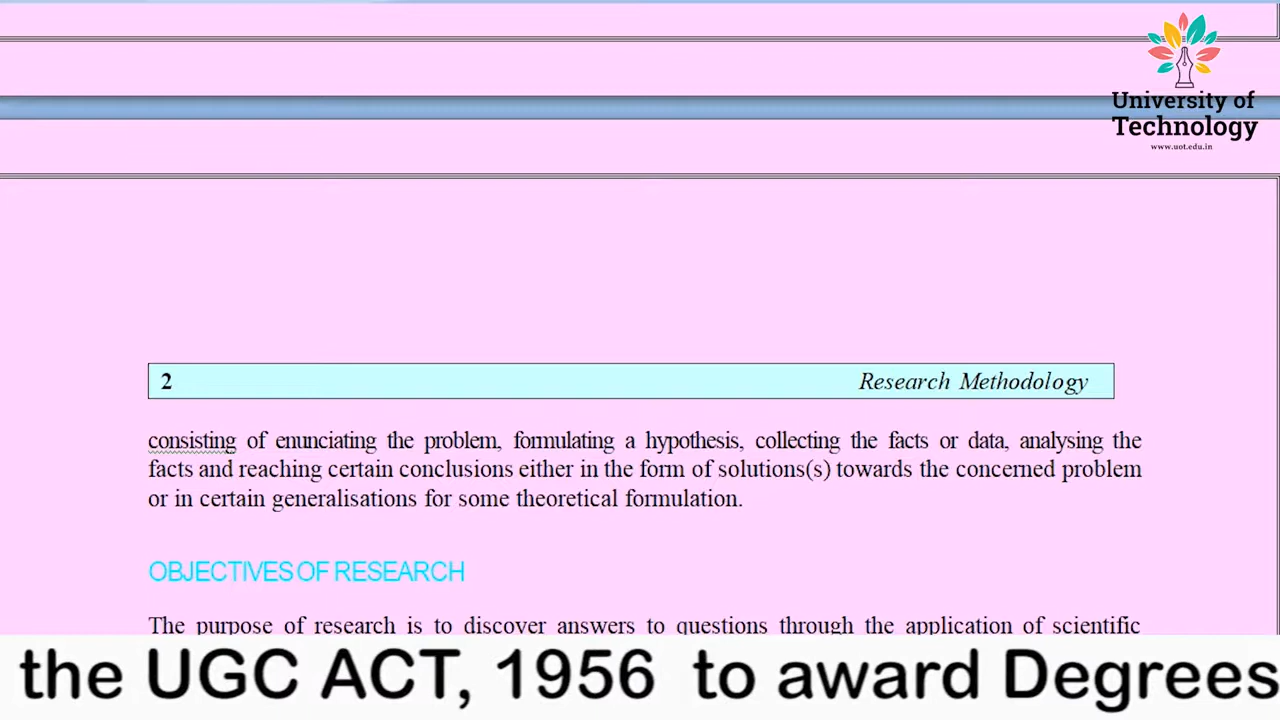 University of
Technology
www.uot.edu.in
2 Research Methodology
consisting of enunciating the problem, formulating a hypothesis, collecting the facts or data, analysing the
facts and reaching certain conclusions either in the form of solutions(s) towards the concerned problem
or in certain generalisations for some theoretical formulation.
OBJECTIVES OF RESEARCH
The purpose of research is to discover answers to questions through the application of scientific
the UGC ACT, 1956 to award Degrees